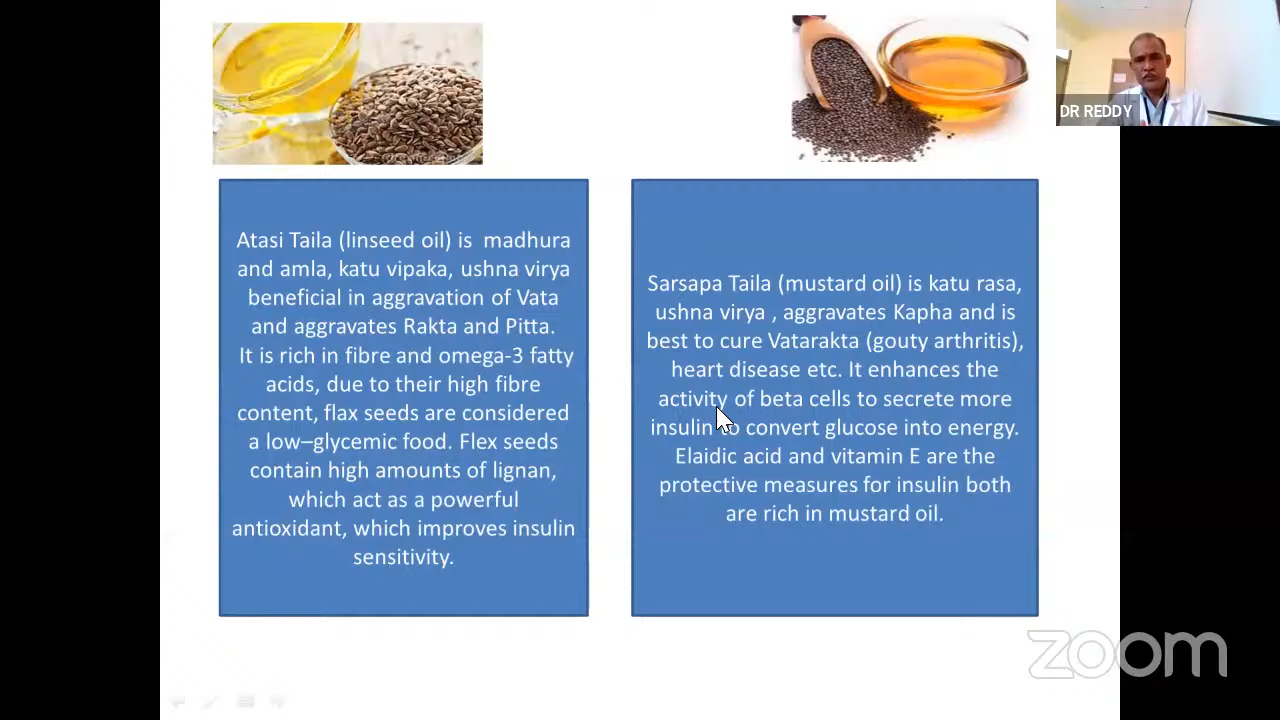 DR REDDY
Atasi Taila (linseed oil) is  madhura
and amla, katu vipaka, ushna virya
beneficial in aggravation of Vata
and aggravates Rakta and Pitta.
It is rich in fibre and omega-3 fatty
acids, due to their high fibre
content, flax seeds are considered
a low–glycemic food. Flex seeds
contain high amounts of lignan,
which act as a powerful
antioxidant, which improves insulin
sensitivity.
Sarsapa Taila (mustard oil) is katu rasa,
ushna virya , aggravates Kapha and is
best to cure Vatarakta (gouty arthritis),
heart disease etc. It enhances the
activity of beta cells to secrete more
insulin to convert glucose into energy.
Elaidic acid and vitamin E are the
protective measures for insulin both
are rich in mustard oil.
zoom